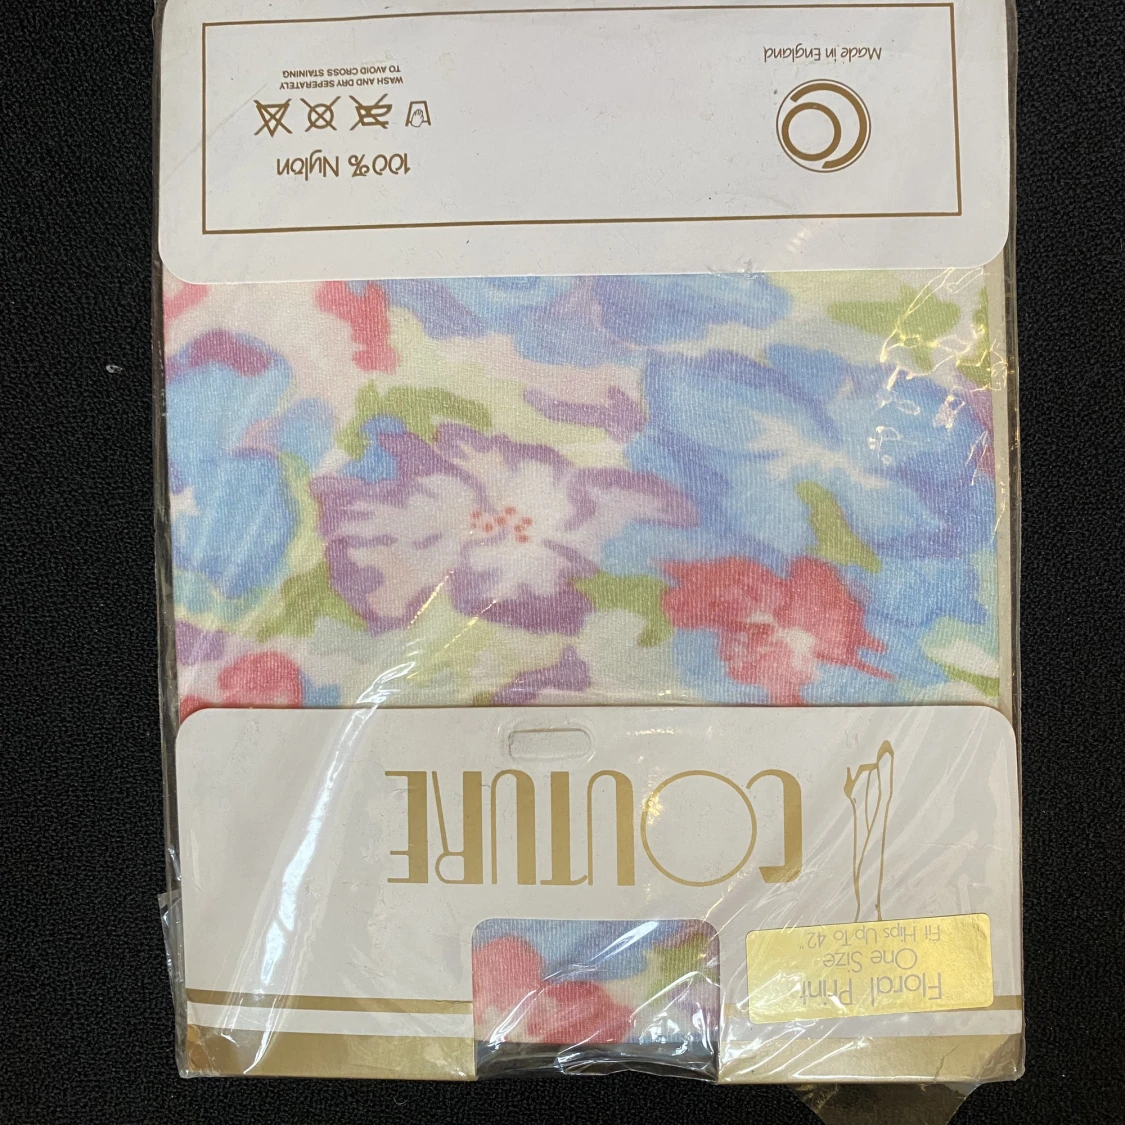 COUTURE
Floral Print
One Size
Fit Hips Up To 42"
100% Nylon
WASH AND DRY SEPERATELY
TO AVOID CROSS STAINING
Made in England